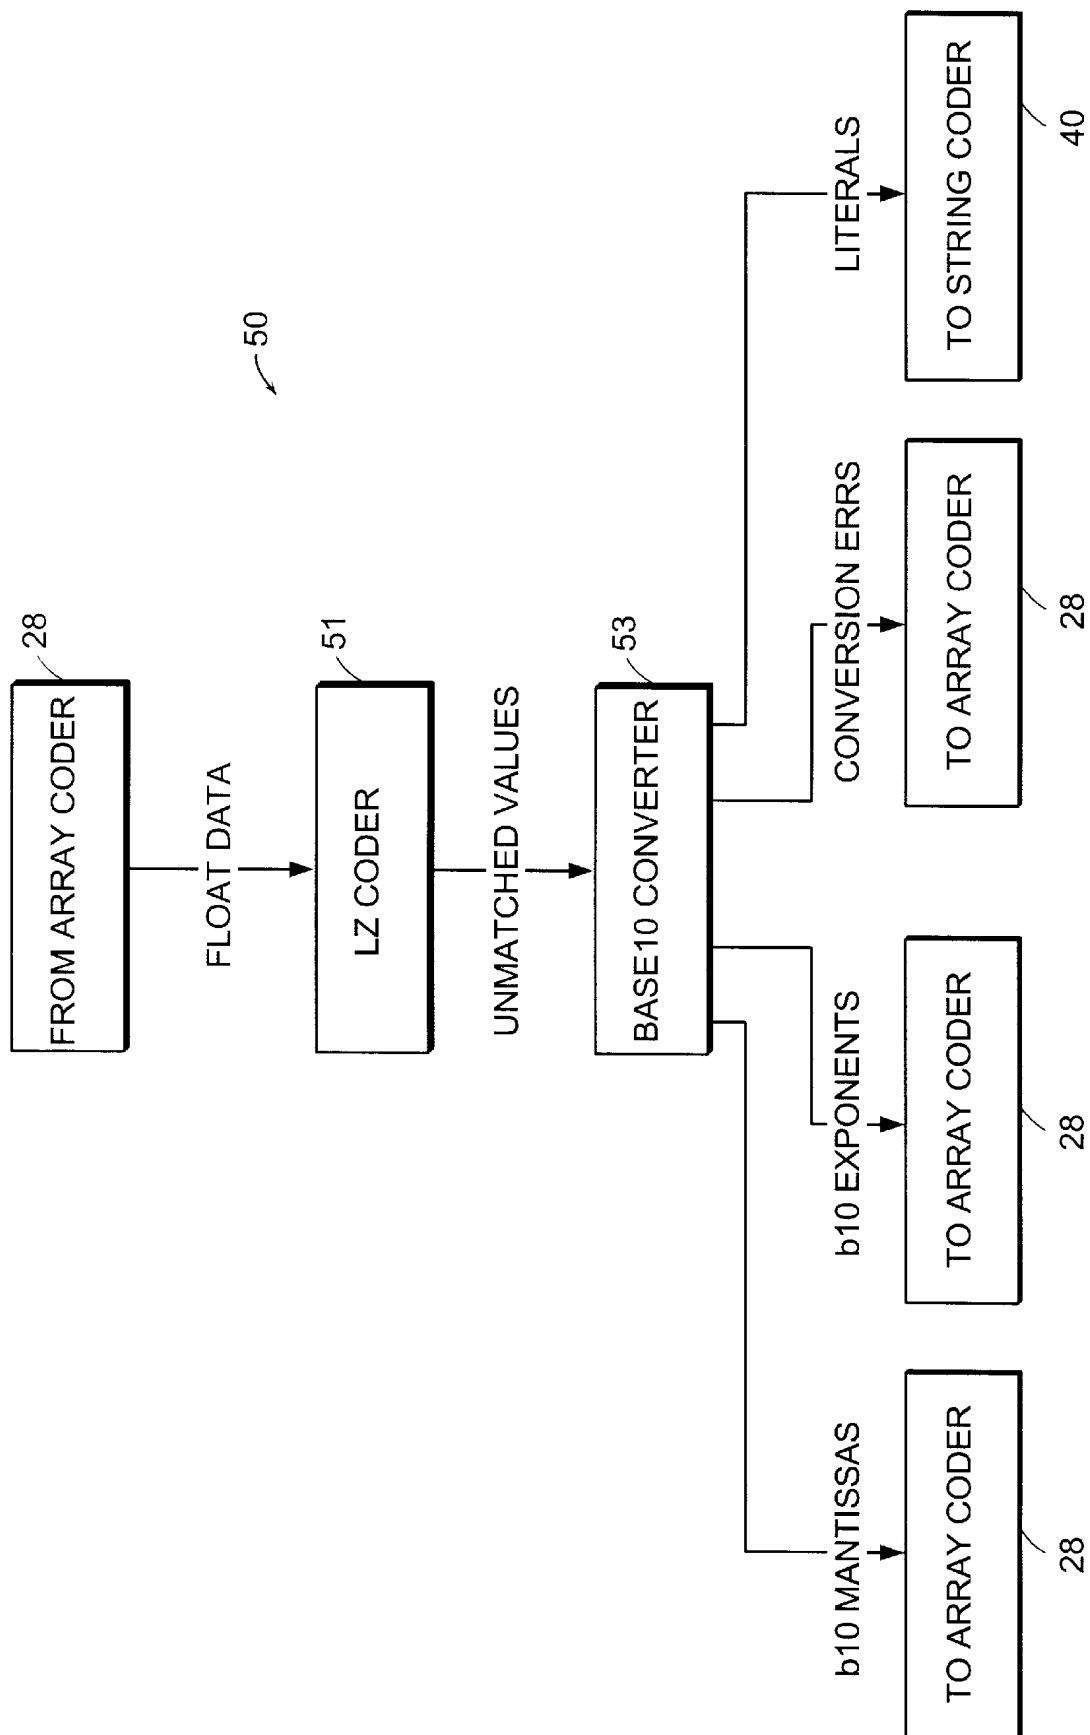 50
28
FROM ARRAY CODER
FLOAT DATA
51
LZ CODER
UNMATCHED VALUES
53
BASE10 CONVERTER
b10 MANTISSAS
b10 EXPONENTS
CONVERSION ERRS
LITERALS
TO ARRAY CODER
TO ARRAY CODER
TO ARRAY CODER
TO STRING CODER
28
28
28
40